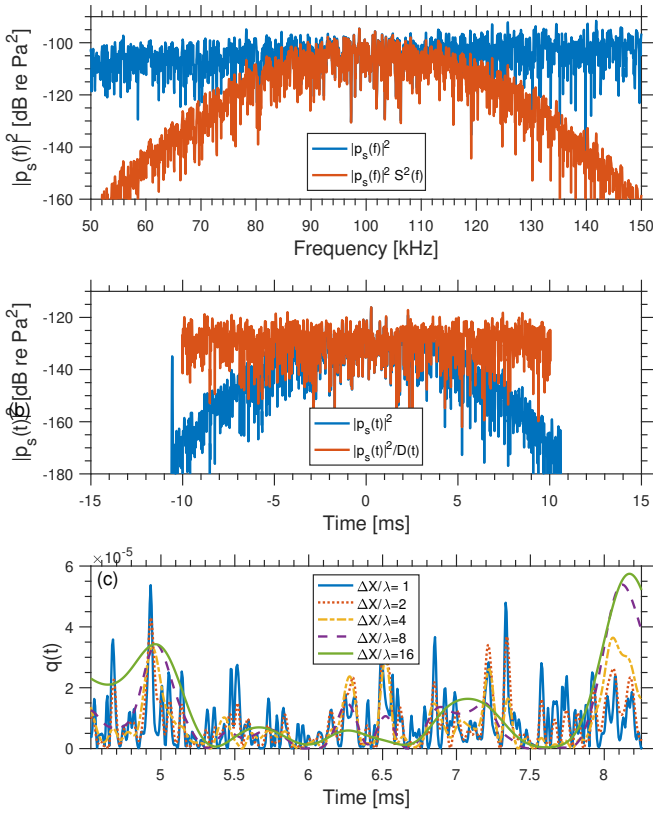 |p_s(f)|^2 [dB re Pa^2]
-100
-120
-140
-160
|p_s(f)|^2
|p_s(f)|^2 S^2(f)
50 60 70 80 90 100 110 120 130 140 150
Frequency [kHz]
|p_s(t)|^2 [dB re Pa^2]
(b)
-120
-140
-160
-180
|p_s(t)|^2
|p_s(t)|^2/D(t)
-15 -10 -5 0 5 10 15
Time [ms]
×10^-5
(c)
q(t)
6
4
2
0
ΔX/λ= 1
ΔX/λ=2
ΔX/λ=4
ΔX/λ=8
ΔX/λ=16
5 5.5 6 6.5 7 7.5 8
Time [ms]